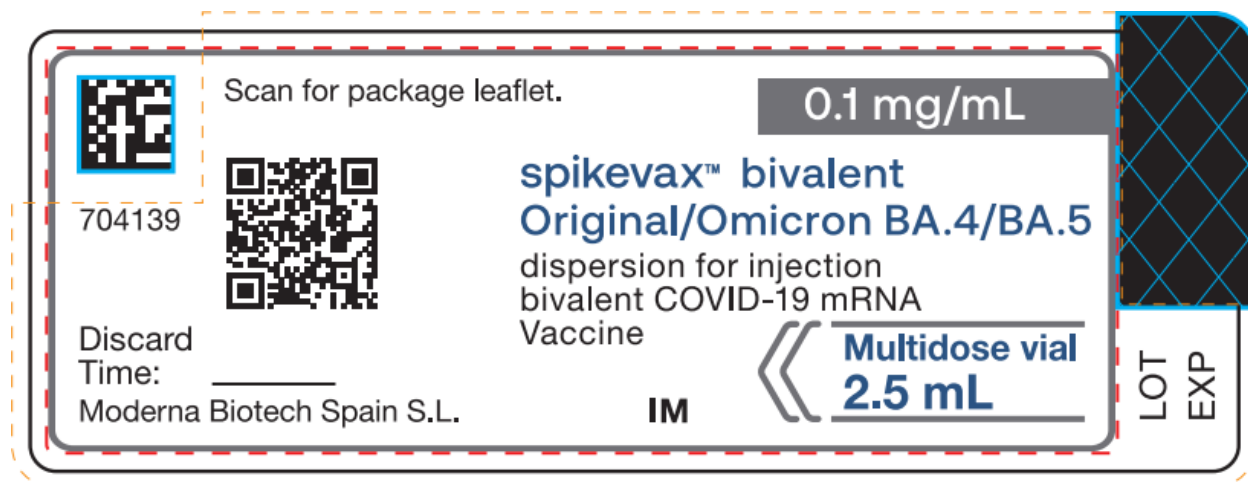 Scan for package leaflet.
0.1 mg/mL
spikevax™ bivalent
Original/Omicron BA.4/BA.5
dispersion for injection
bivalent COVID-19 mRNA
Vaccine
704139
Discard
Time: ______
Moderna Biotech Spain S.L.
IM
Multidose vial
2.5 mL
LOT
EXP